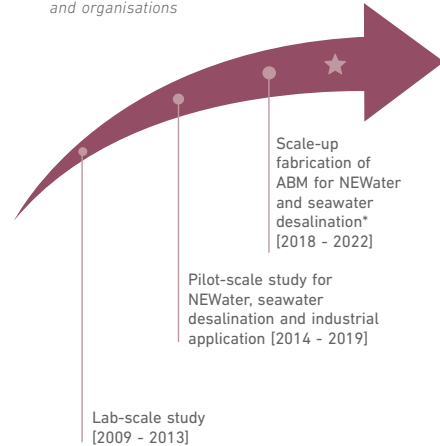 and organisations
Scale-up
fabrication of
ABM for NEWater
and seawater
desalination*
[2018 - 2022]
Pilot-scale study for
NEWater, seawater
desalination and industrial
application [2014 - 2019]
Lab-scale study
[2009 - 2013]